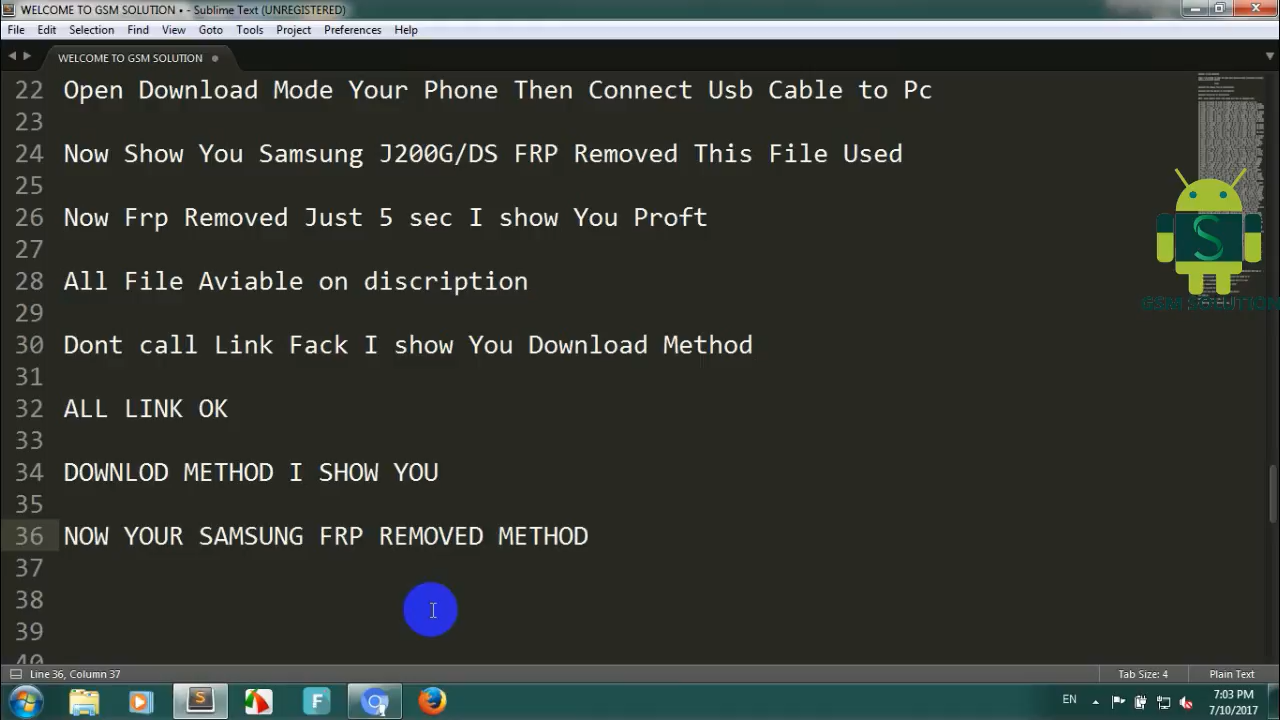 WELCOME TO GSM SOLUTION • - Sublime Text (UNREGISTERED)
File Edit Selection Find View Goto Tools Project Preferences Help
WELCOME TO GSM SOLUTION
22 Open Download Mode Your Phone Then Connect Usb Cable to Pc
23
24 Now Show You Samsung J200G/DS FRP Removed This File Used
25
26 Now Frp Removed Just 5 sec I show You Proft
27
28 All File Aviable on discription
29
30 Dont call Link Fack I show You Download Method
31
32 ALL LINK OK
33
34 DOWNLOD METHOD I SHOW YOU
35
36 NOW YOUR SAMSUNG FRP REMOVED METHOD
37
38
39
40
S
GSM SOLUTION
Line 36, Column 37 Tab Size: 4 Plain Text
S F EN 7:03 PM
7/10/2017